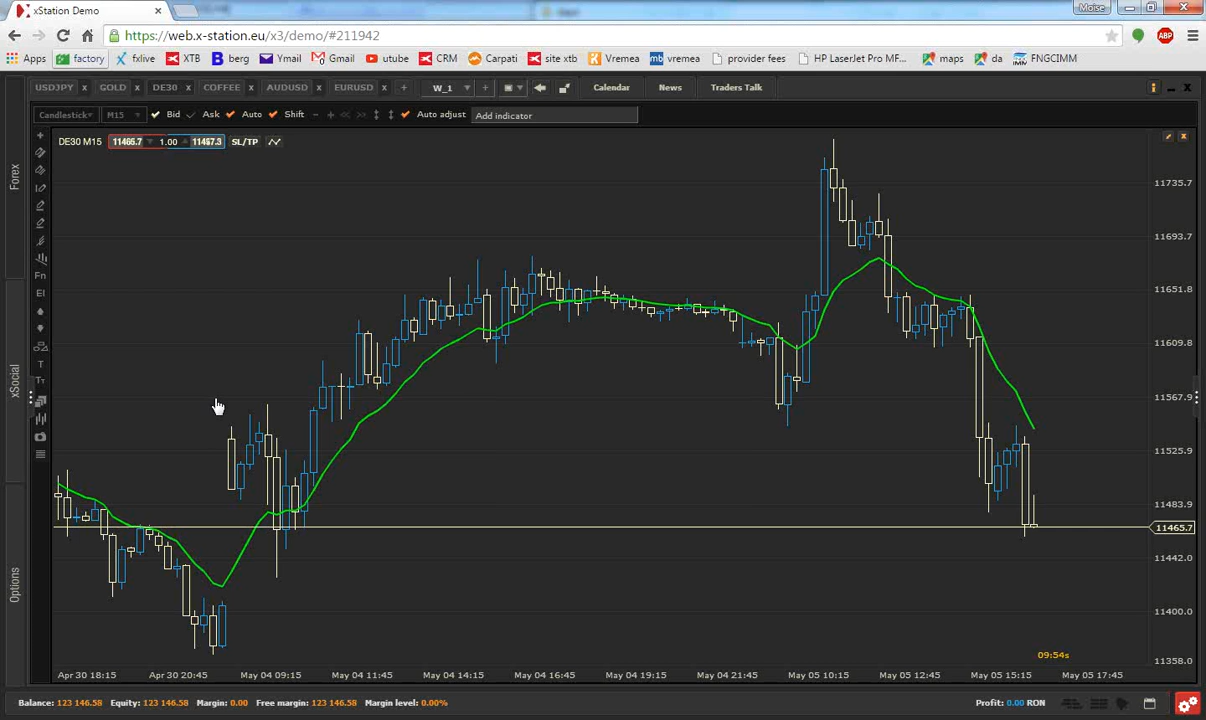 xStation Demo
Moise
https://web.x-station.eu/x3/demo/#211942
Apps factory fxlive XTB berg Ymail Gmail utube CRM Carpati site xtb Vremea vremea provider fees HP LaserJet Pro MF... maps da FNGCIMM
USDJPY GOLD DE30 COFFEE AUDUSD EURUSD W_1 Calendar News Traders Talk
Candlestick M15 Bid Ask Auto Shift Auto adjust Add indicator
DE30 M15 11465.7 1.00 11467.3 SL/TP
Forex
xSocial
Options
Fn
EI
T
TT
11735.7
11693.7
11651.8
11609.8
11567.9
11525.9
11483.9
11465.7
11442.0
11400.0
11358.0
09:54s
Apr 30 18:15 Apr 30 20:45 May 04 09:15 May 04 11:45 May 04 14:15 May 04 16:45 May 04 19:15 May 04 21:45 May 05 10:15 May 05 12:45 May 05 15:15 May 05 17:45
Balance: 123 146.58 Equity: 123 146.58 Margin: 0.00 Free margin: 123 146.58 Margin level: 0.00% Profit: 0.00 RON